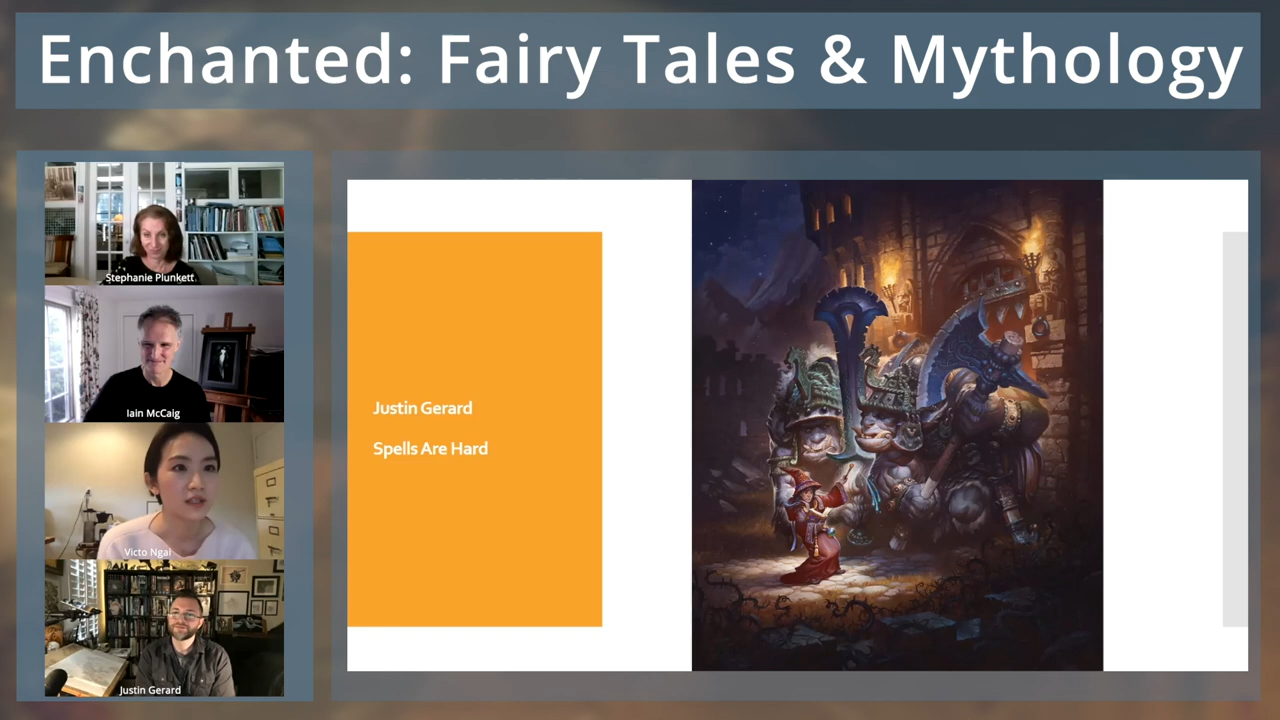 Enchanted: Fairy Tales & Mythology
Stephanie Plunkett
Iain McCaig
Victo Ngai
Justin Gerard
Justin Gerard
Spells Are Hard